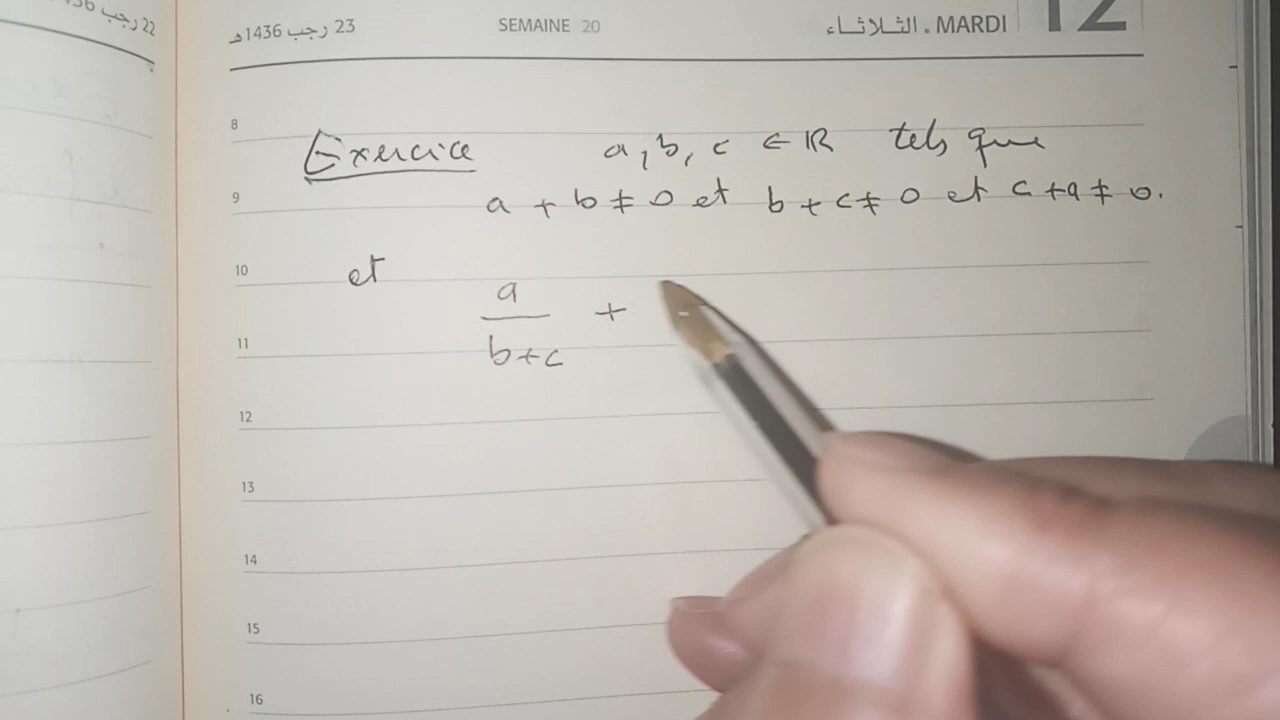 22 رجب 1436
23 رجب 1436هـ SEMAINE 20 الثلاثاء . MARDI 12
8
Exercice a, b, c ∈ ℝ tels que
9
a + b ≠ 0 et b + c ≠ 0 et c + a ≠ 0.
10
et
a
11
— +
b+c
12
13
14
15
16